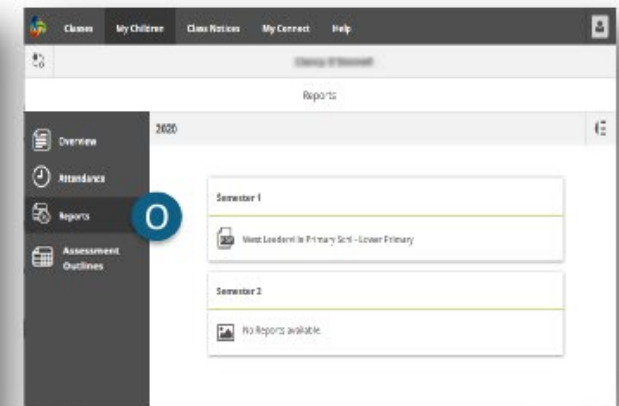 Classes My Children Class Notices My Connect Help
Reports
2020
Overview
Attendance
Reports
O
Assessment
Outlines
Semester 1
West Leederville Primary Schl - Lower Primary
Semester 2
No Reports available